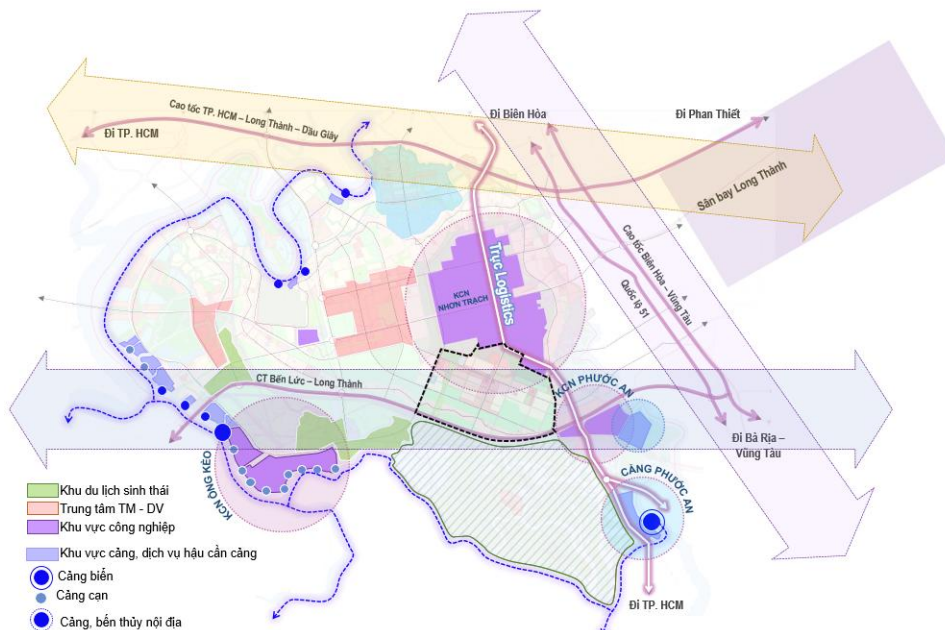 Đi Biên Hòa
Đi Phan Thiết
Cao tốc TP. HCM – Long Thành – Dầu Giây
Đi TP. HCM
Sân bay Long Thành
Trục Logistics
Cao tốc Biên Hòa – Vũng Tàu
Quốc lộ 51
KCN
NHƠN TRẠCH
CT Bến Lức – Long Thành
KCN PHƯỚC AN
Đi Bà Rịa –
Vũng Tàu
KCN ÔNG KÈO
CẢNG PHƯỚC AN
Đi TP. HCM
Khu du lịch sinh thái
Trung tâm TM - DV
Khu vực công nghiệp
Khu vực cảng, dịch vụ hậu cần cảng
Cảng biển
Cảng cạn
Cảng, bến thủy nội địa